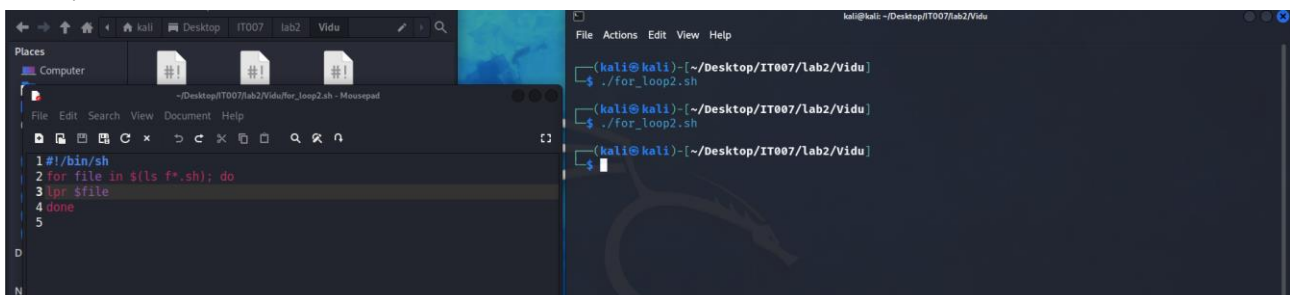 kali Desktop IT007 lab2 Vidu
Places
Computer
#! #! #!
~/Desktop/IT007/lab2/Vidu/for_loop2.sh - Mousepad
File Edit Search View Document Help
1 #!/bin/sh
2 for file in $(ls f*.sh); do
3 lpr $file
4 done
5
D
N
kali@kali: ~/Desktop/IT007/lab2/Vidu
File Actions Edit View Help
┌──(kali㉿kali)-[~/Desktop/IT007/lab2/Vidu]
└─$ ./for_loop2.sh
┌──(kali㉿kali)-[~/Desktop/IT007/lab2/Vidu]
└─$ ./for_loop2.sh
┌──(kali㉿kali)-[~/Desktop/IT007/lab2/Vidu]
└─$